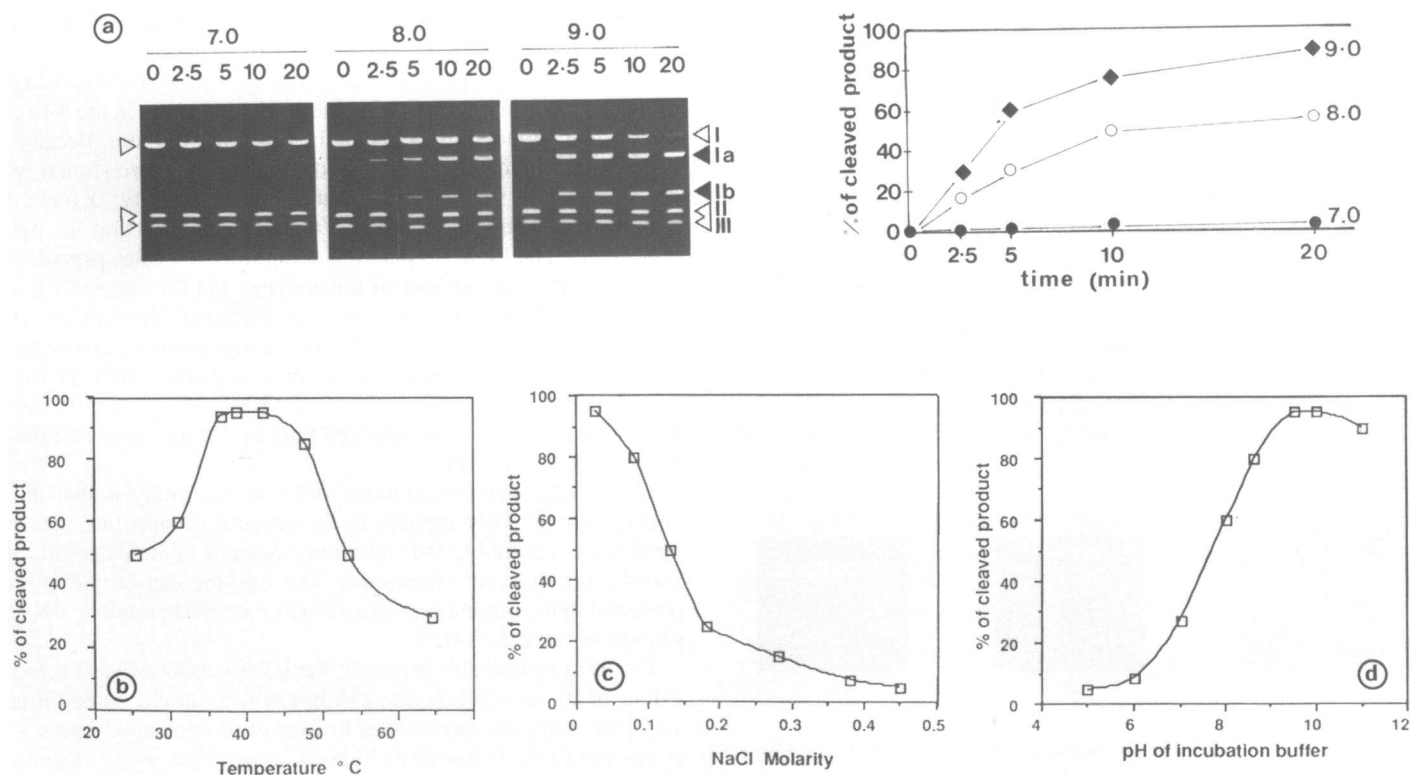 a
7.0 8.0 9.0
0 2·5 5 10 20 0 2·5 5 10 20 0 2·5 5 10 20
I
Ia
Ib
II
III
% of cleaved product
100
80
60
40
20
0
9·0
8.0
7.0
0 2·5 5 10 20
time (min)
% of cleaved product
100
80
60
40
20
0
b
20 30 40 50 60 70
Temperature °C
% of cleaved product
100
80
60
40
20
0
c
0.0 0.1 0.2 0.3 0.4 0.5
NaCl Molarity
% of cleaved product
100
80
60
40
20
0
d
4 6 8 10 12
pH of incubation buffer